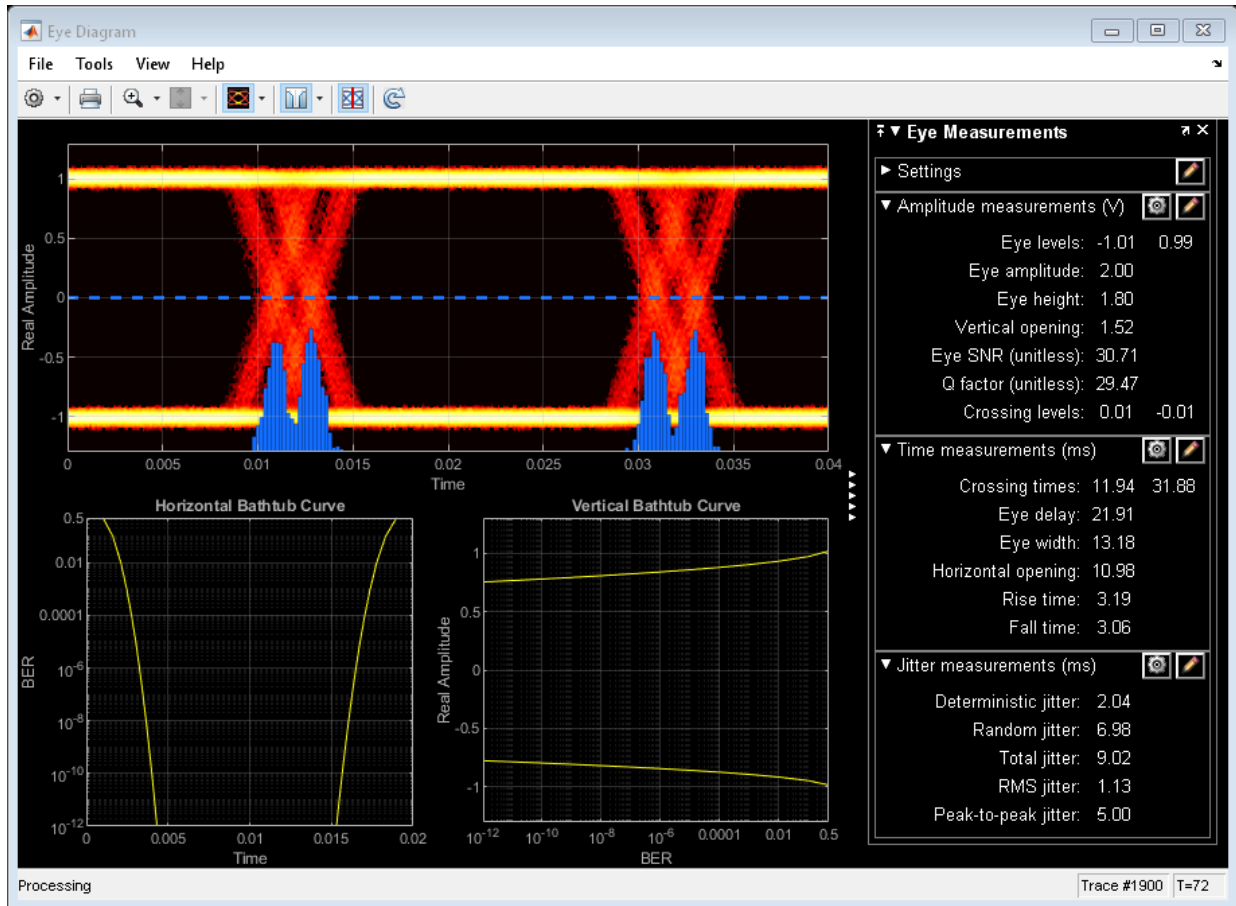 Eye Diagram
File Tools View Help
Eye Measurements
Settings
Amplitude measurements (V)
Eye levels: -1.01 0.99
Eye amplitude: 2.00
Eye height: 1.80
Vertical opening: 1.52
Eye SNR (unitless): 30.71
Q factor (unitless): 29.47
Crossing levels: 0.01 -0.01
Time measurements (ms)
Crossing times: 11.94 31.88
Eye delay: 21.91
Eye width: 13.18
Horizontal opening: 10.98
Rise time: 3.19
Fall time: 3.06
Jitter measurements (ms)
Deterministic jitter: 2.04
Random jitter: 6.98
Total jitter: 9.02
RMS jitter: 1.13
Peak-to-peak jitter: 5.00
Real Amplitude
1
0.5
0
-0.5
-1
0 0.005 0.01 0.015 0.02 0.025 0.03 0.035 0.04
Time
Horizontal Bathtub Curve
BER
0.5
0.01
0.0001
10^-6
10^-8
10^-10
10^-12
0 0.005 0.01 0.015 0.02
Time
Vertical Bathtub Curve
Real Amplitude
1
0.5
0
-0.5
-1
10^-12 10^-10 10^-8 10^-6 0.0001 0.01 0.5
BER
Processing
Trace #1900 T=72